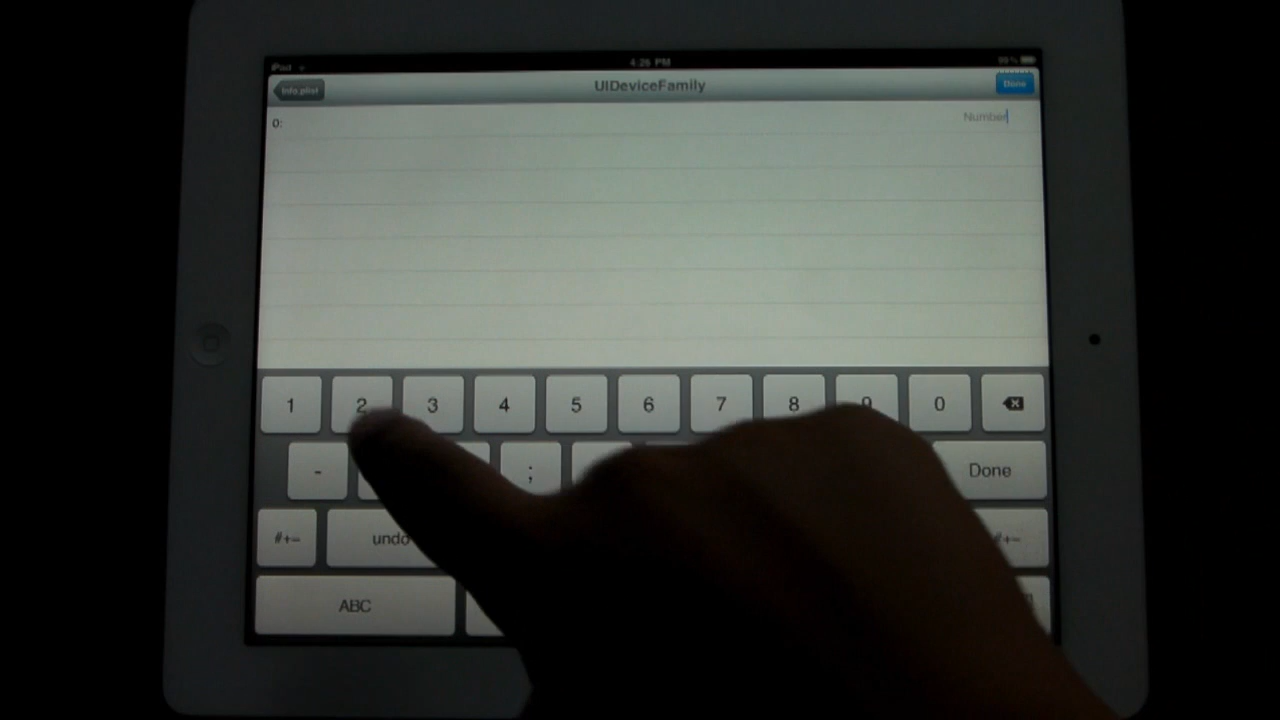 iPad 4:26 PM 89%
Info.plist UIDeviceFamily Done
0: Number
1 2 3 4 5 6 7 8 9 0
- ; Done
#+= undo #+=
ABC